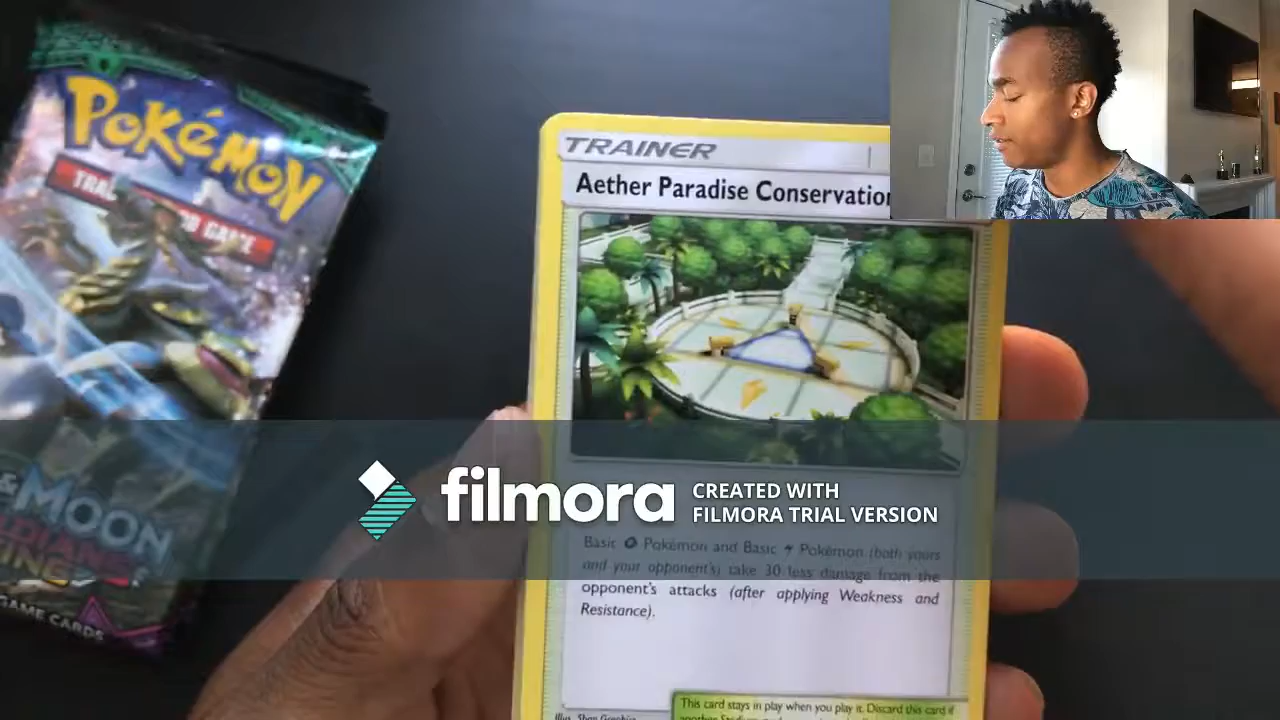 POKÉMON
TRAINER
Aether Paradise Conservation
& MOON
GAME CARDS
filmora
CREATED WITH
FILMORA TRIAL VERSION
Basic Pokémon and Basic Pokémon (both yours
and your opponent's) take 30 less damage from the
opponent's attacks (after applying Weakness and
Resistance).
This card stays in play when you play it. Discard this card if